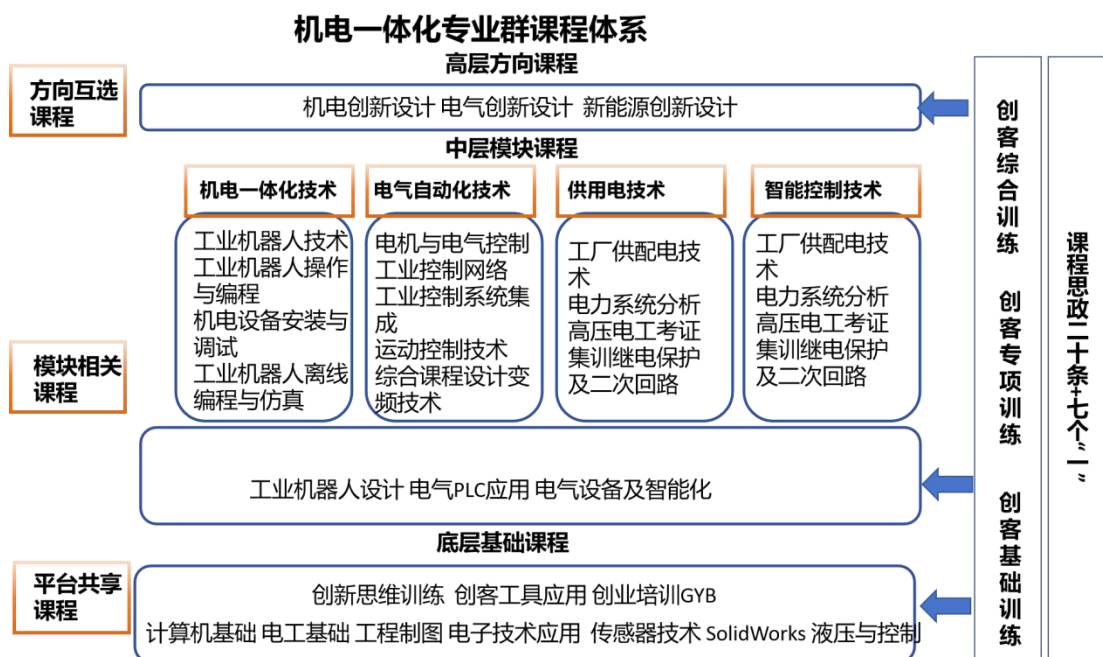 机电一体化专业群课程体系
高层方向课程
方向互选
课程
机电创新设计 电气创新设计 新能源创新设计
中层模块课程
机电一体化技术
工业机器人技术
工业机器人操作
与编程
机电设备安装与
调试
工业机器人离线
编程与仿真
电气自动化技术
电机与电气控制
工业控制网络
工业控制系统集
成
运动控制技术
综合课程设计变
频技术
供用电技术
工厂供配电技
术
电力系统分析
高压电工考证
集训继电保护
及二次回路
智能控制技术
工厂供配电技
术
电力系统分析
高压电工考证
集训继电保护
及二次回路
模块相关
课程
工业机器人设计 电气PLC应用 电气设备及智能化
底层基础课程
平台共享
课程
创新思维训练 创客工具应用 创业培训GYB
计算机基础 电工基础 工程制图 电子技术应用 传感器技术 SolidWorks 液压与控制
创客综合训练 创客专项训练 创客基础训练
课程思政二十条+七个“一”